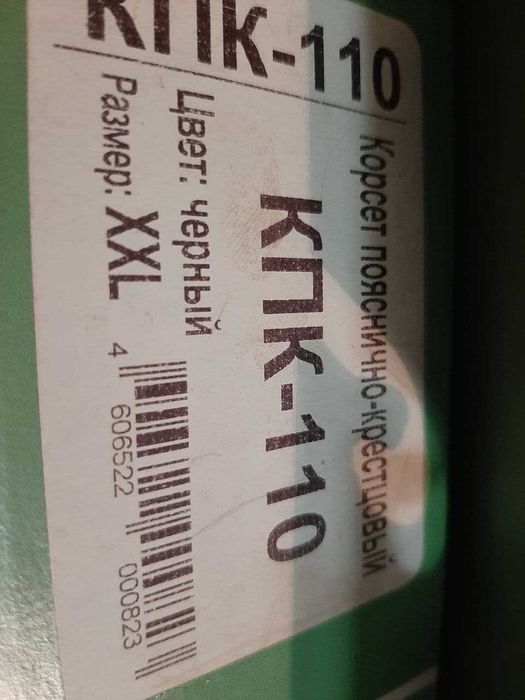 КПК-110
Корсет пояснично-крестцовый
КПК-110
Цвет: черный
Размер: XXL
4 606522 000823